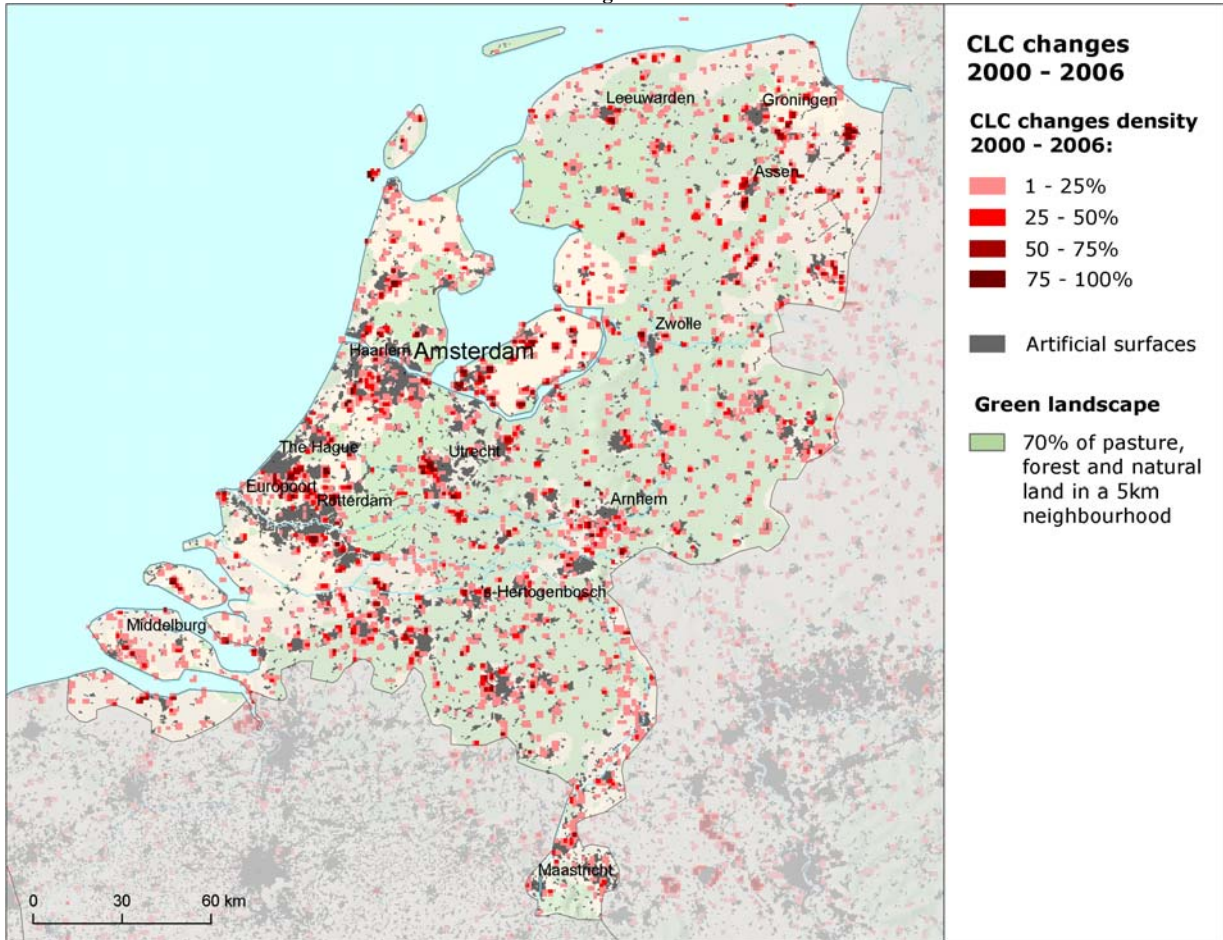 Leeuwarden
Groningen
Assen
Zwolle
Haarlem
Amsterdam
The Hague
Utrecht
Europoort
Rotterdam
Arnhem
's-Hertogenbosch
Middelburg
Maastricht
0 30 60 km
CLC changes
2000 - 2006
CLC changes density
2000 - 2006:
1 - 25%
25 - 50%
50 - 75%
75 - 100%
Artificial surfaces
Green landscape
70% of pasture,
forest and natural
land in a 5km
neighbourhood